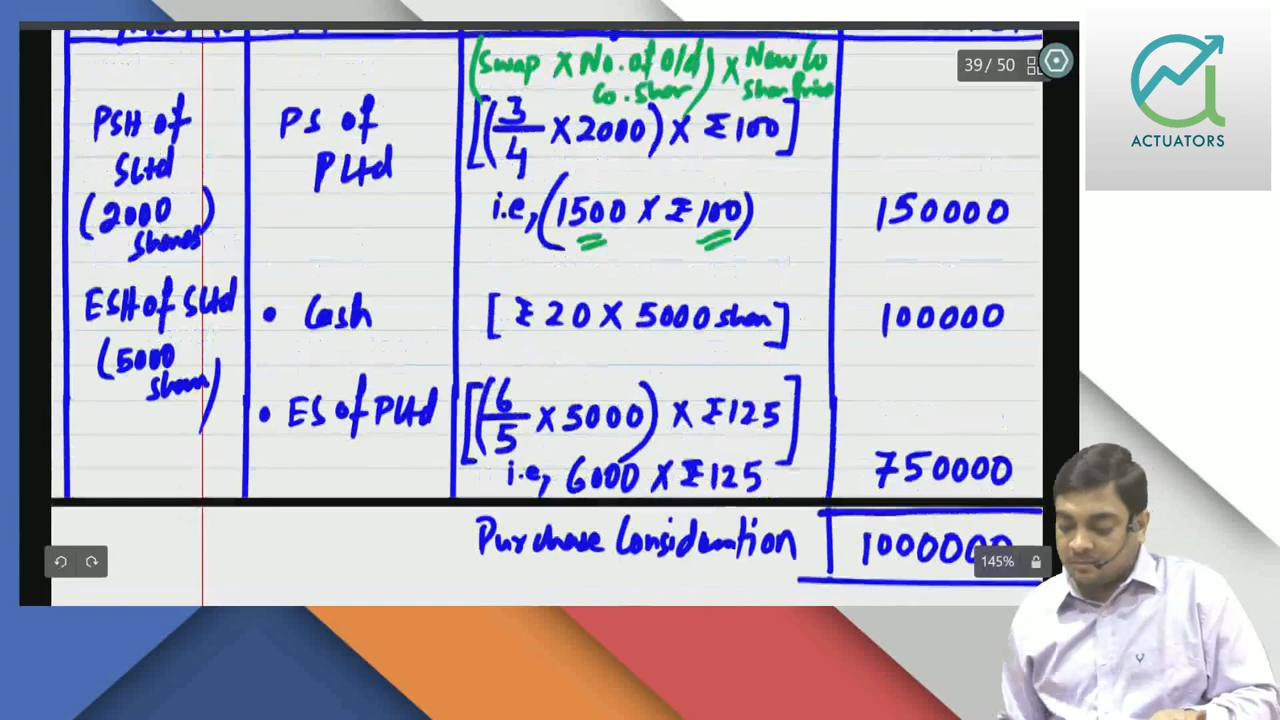 (Swap X No. of Old Co. Share) X New Co Share Price
39 / 50
PSH of SLtd (2000 Shares)
PS of PLtd
[(3/4 X 2000) X ₹100]
i.e, (1500 X ₹100)
150000
ESH of SLtd (5000 Shares)
• Cash
[₹20 X 5000 share]
100000
• ES of PLtd
[(6/5 X 5000) X ₹125]
i.e, 6000 X ₹125
750000
Purchase Consideration
1000000
145%
ACTUATORS